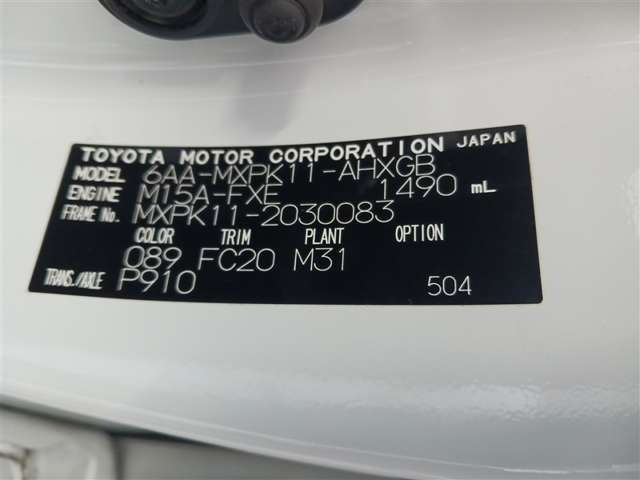 TOYOTA MOTOR CORPORATION JAPAN
MODEL 6AA-MXPK11-AHXGB
ENGINE M15A-FXE 1490 mL
FRAME No. MXPK11-2030083
COLOR TRIM PLANT OPTION
089 FC20 M31
TRANS./AXLE P910 504